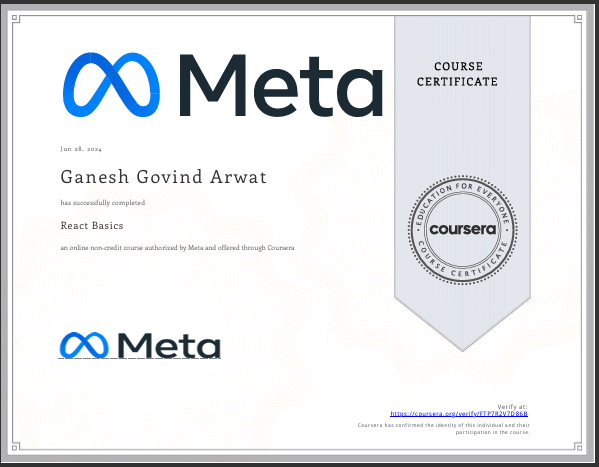 Meta
COURSE
CERTIFICATE
Jun 28, 2024
Ganesh Govind Arwat
has successfully completed
React Basics
an online non-credit course authorized by Meta and offered through Coursera
EDUCATION FOR EVERYONE
coursera
COURSE CERTIFICATE
Meta
Verify at:
https://coursera.org/verify/FTP7R2V7D86B
Coursera has confirmed the identity of this individual and their
participation in the course.